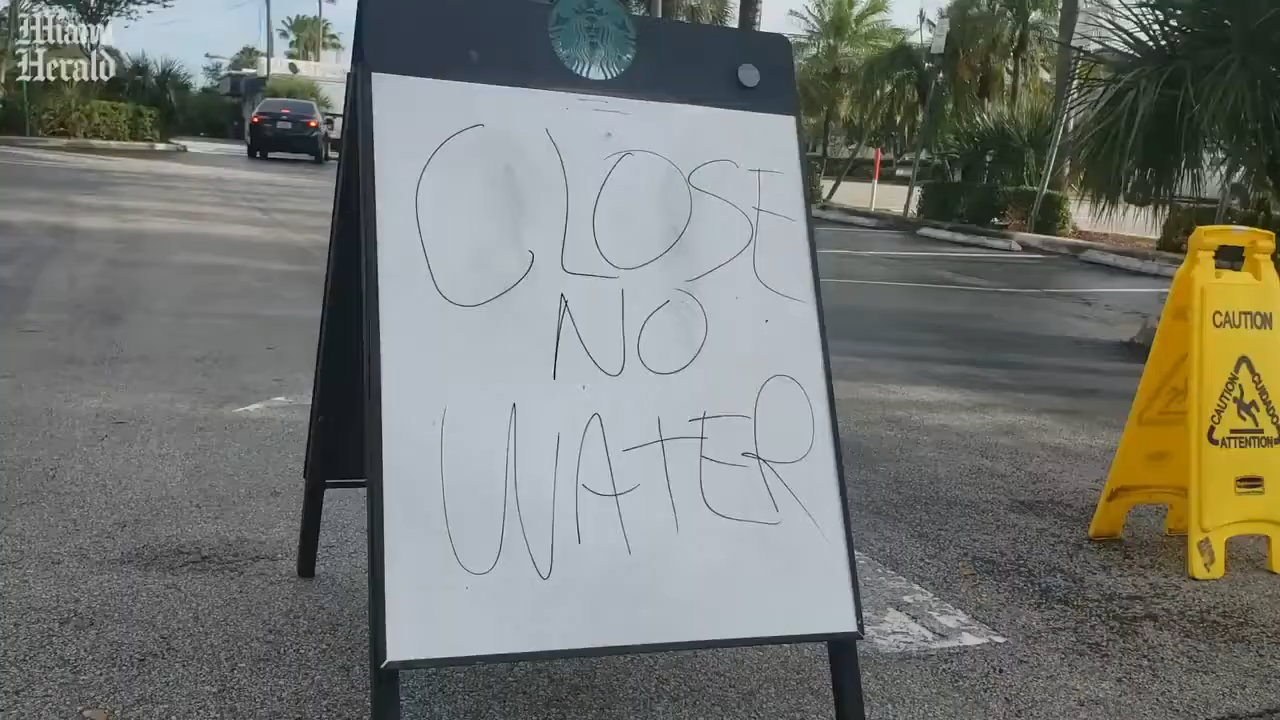 Miami
Herald
CLOSE
NO
WATER
CAUTION
CAUTION
CUIDADO
ATTENTION